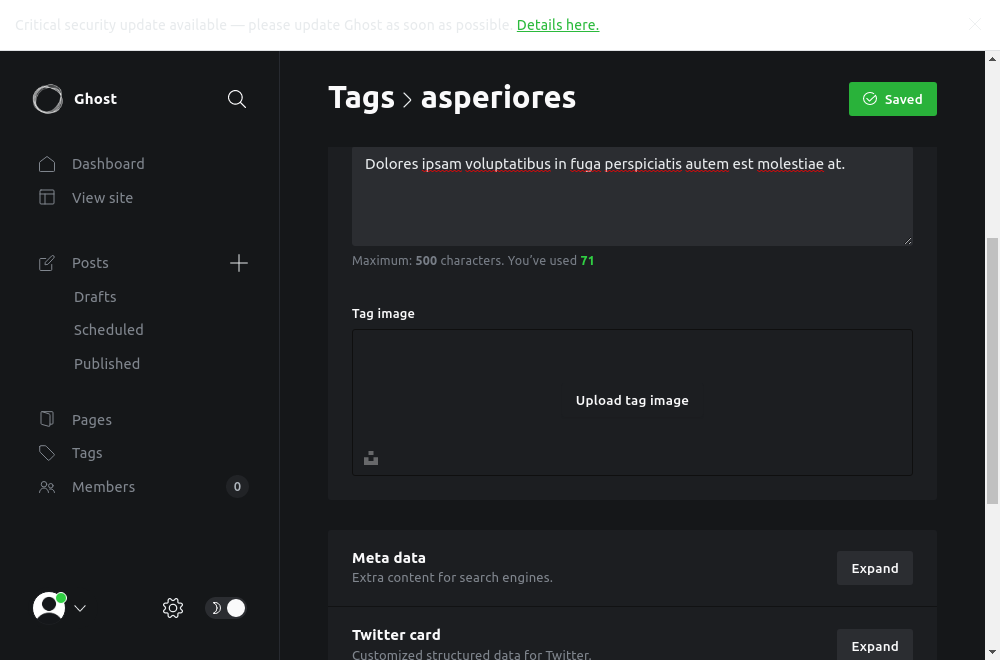 Critical security update available — please update Ghost as soon as possible. Details here.
Ghost
Tags > asperiores
Saved
Dashboard
View site
Posts
Drafts
Scheduled
Published
Pages
Tags
Members
0
Dolores ipsam voluptatibus in fuga perspiciatis autem est molestiae at.
Maximum: 500 characters. You've used 71
Tag image
Upload tag image
Meta data
Extra content for search engines.
Expand
Twitter card
Customized structured data for Twitter.
Expand